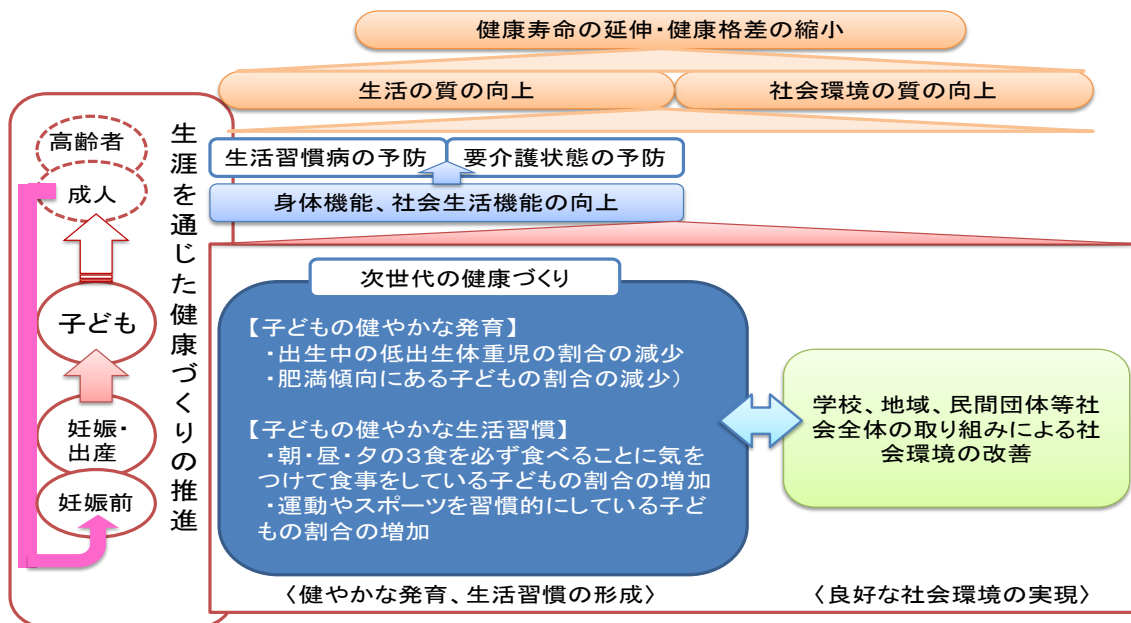 健康寿命の延伸・健康格差の縮小
生活の質の向上
社会環境の質の向上
生活習慣病の予防
要介護状態の予防
身体機能、社会生活機能の向上
生涯を通じた健康づくりの推進
高齢者
成人
子ども
妊娠・
出産
妊娠前
次世代の健康づくり
【子どもの健やかな発育】
・出生中の低出生体重児の割合の減少
・肥満傾向にある子どもの割合の減少）
【子どもの健やかな生活習慣】
・朝・昼・夕の３食を必ず食べることに気を
つけて食事をしている子どもの割合の増加
・運動やスポーツを習慣的にしている子ど
もの割合の増加
学校、地域、民間団体等社
会全体の取り組みによる社
会環境の改善
〈健やかな発育、生活習慣の形成〉
〈良好な社会環境の実現〉